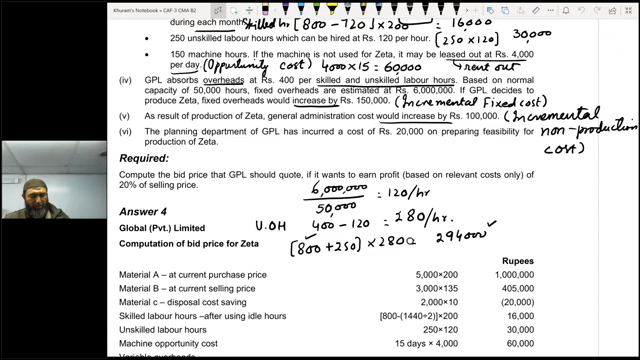 Khuram's Notebook » CAF-3 CMA B2
during each month. Skilled hr [800 - 720] x 200 = 16,000
• 250 unskilled labour hours which can be hired at Rs. 120 per hour. [250 x 120] 30,000
• 150 machine hours. If the machine is not used for Zeta, it may be leased out at Rs. 4,000
per day. (Opportunity cost) 4000 x 15 = 60,000 → rent out
(iv) GPL absorbs overheads at Rs. 400 per skilled and unskilled labour hours. Based on normal
capacity of 50,000 hours, fixed overheads are estimated at Rs. 6,000,000. If GPL decides to
produce Zeta, fixed overheads would increase by Rs. 150,000. (Incremental Fixed cost)
(v) As result of production of Zeta, general administration cost would increase by Rs. 100,000. (Incremental
non-production
cost)
(vi) The planning department of GPL has incurred a cost of Rs. 20,000 on preparing feasibility for
production of Zeta.
Required:
Compute the bid price that GPL should quote, if it wants to earn profit (based on relevant costs only) of
20% of selling price.
6,000,000
50,000
= 120/hr
Answer 4
Global (Pvt.) Limited
V.OH 400 - 120 = 280/hr.
Computation of bid price for Zeta
[800 + 250] x 280 294000
Rupees
Material A – at current purchase price 5,000×200 1,000,000
Material B – at current selling price 3,000×135 405,000
Material c – disposal cost saving 2,000×10 (20,000)
Skilled labour hours –after using idle hours [800-(1440÷2)]×200 16,000
Unskilled labour hours 250×120 30,000
Machine opportunity cost 15 days × 4,000 60,000
Variable overheads